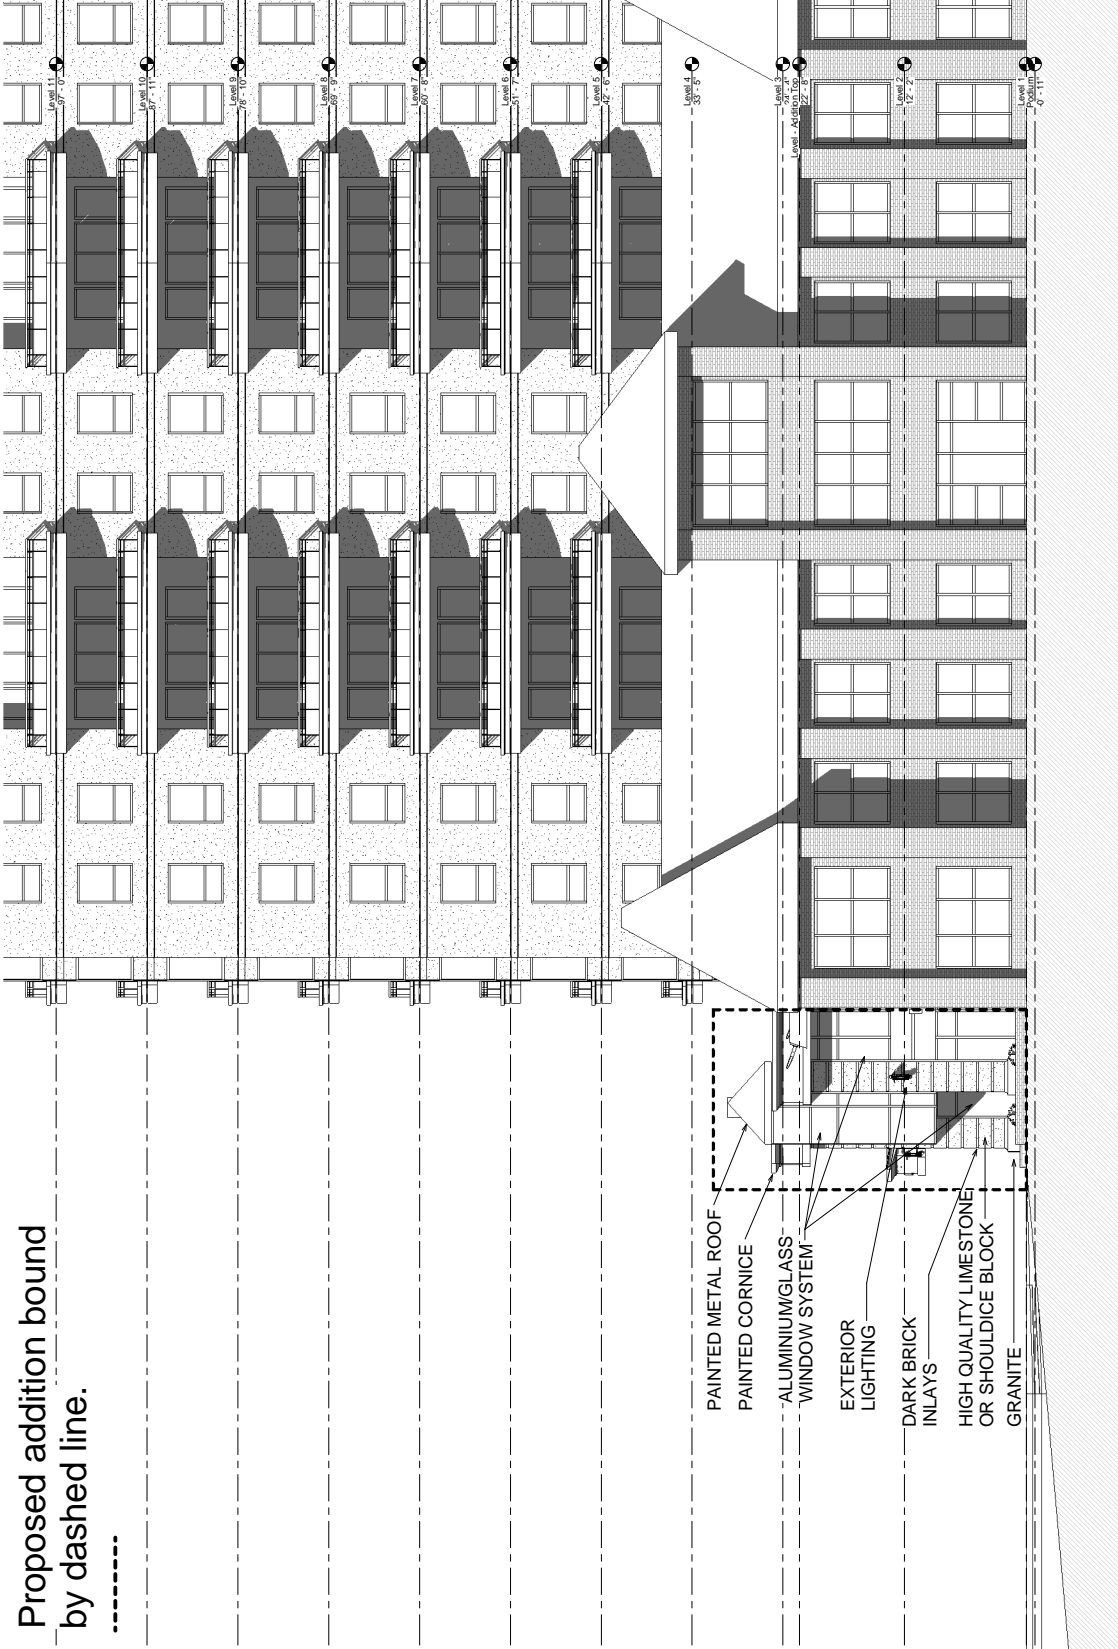 Proposed addition bound
by dashed line.
PAINTED METAL ROOF
PAINTED CORNICE
ALUMINIUM/GLASS
WINDOW SYSTEM
EXTERIOR
LIGHTING
DARK BRICK
INLAYS
HIGH QUALITY LIMESTONE
OR SHOULDICE BLOCK
GRANITE
Level 11
97' - 0"
Level 10
87' - 11"
Level 9
78' - 10"
Level 8
69' - 9"
Level 7
60' - 8"
Level 6
51' - 7"
Level 5
42' - 6"
Level 4
33' - 5"
Level 3
24' - 4"
Level - Addition Top
22' - 8"
Level 2
12' - 2"
Level 1
Podium
-0' - 11"